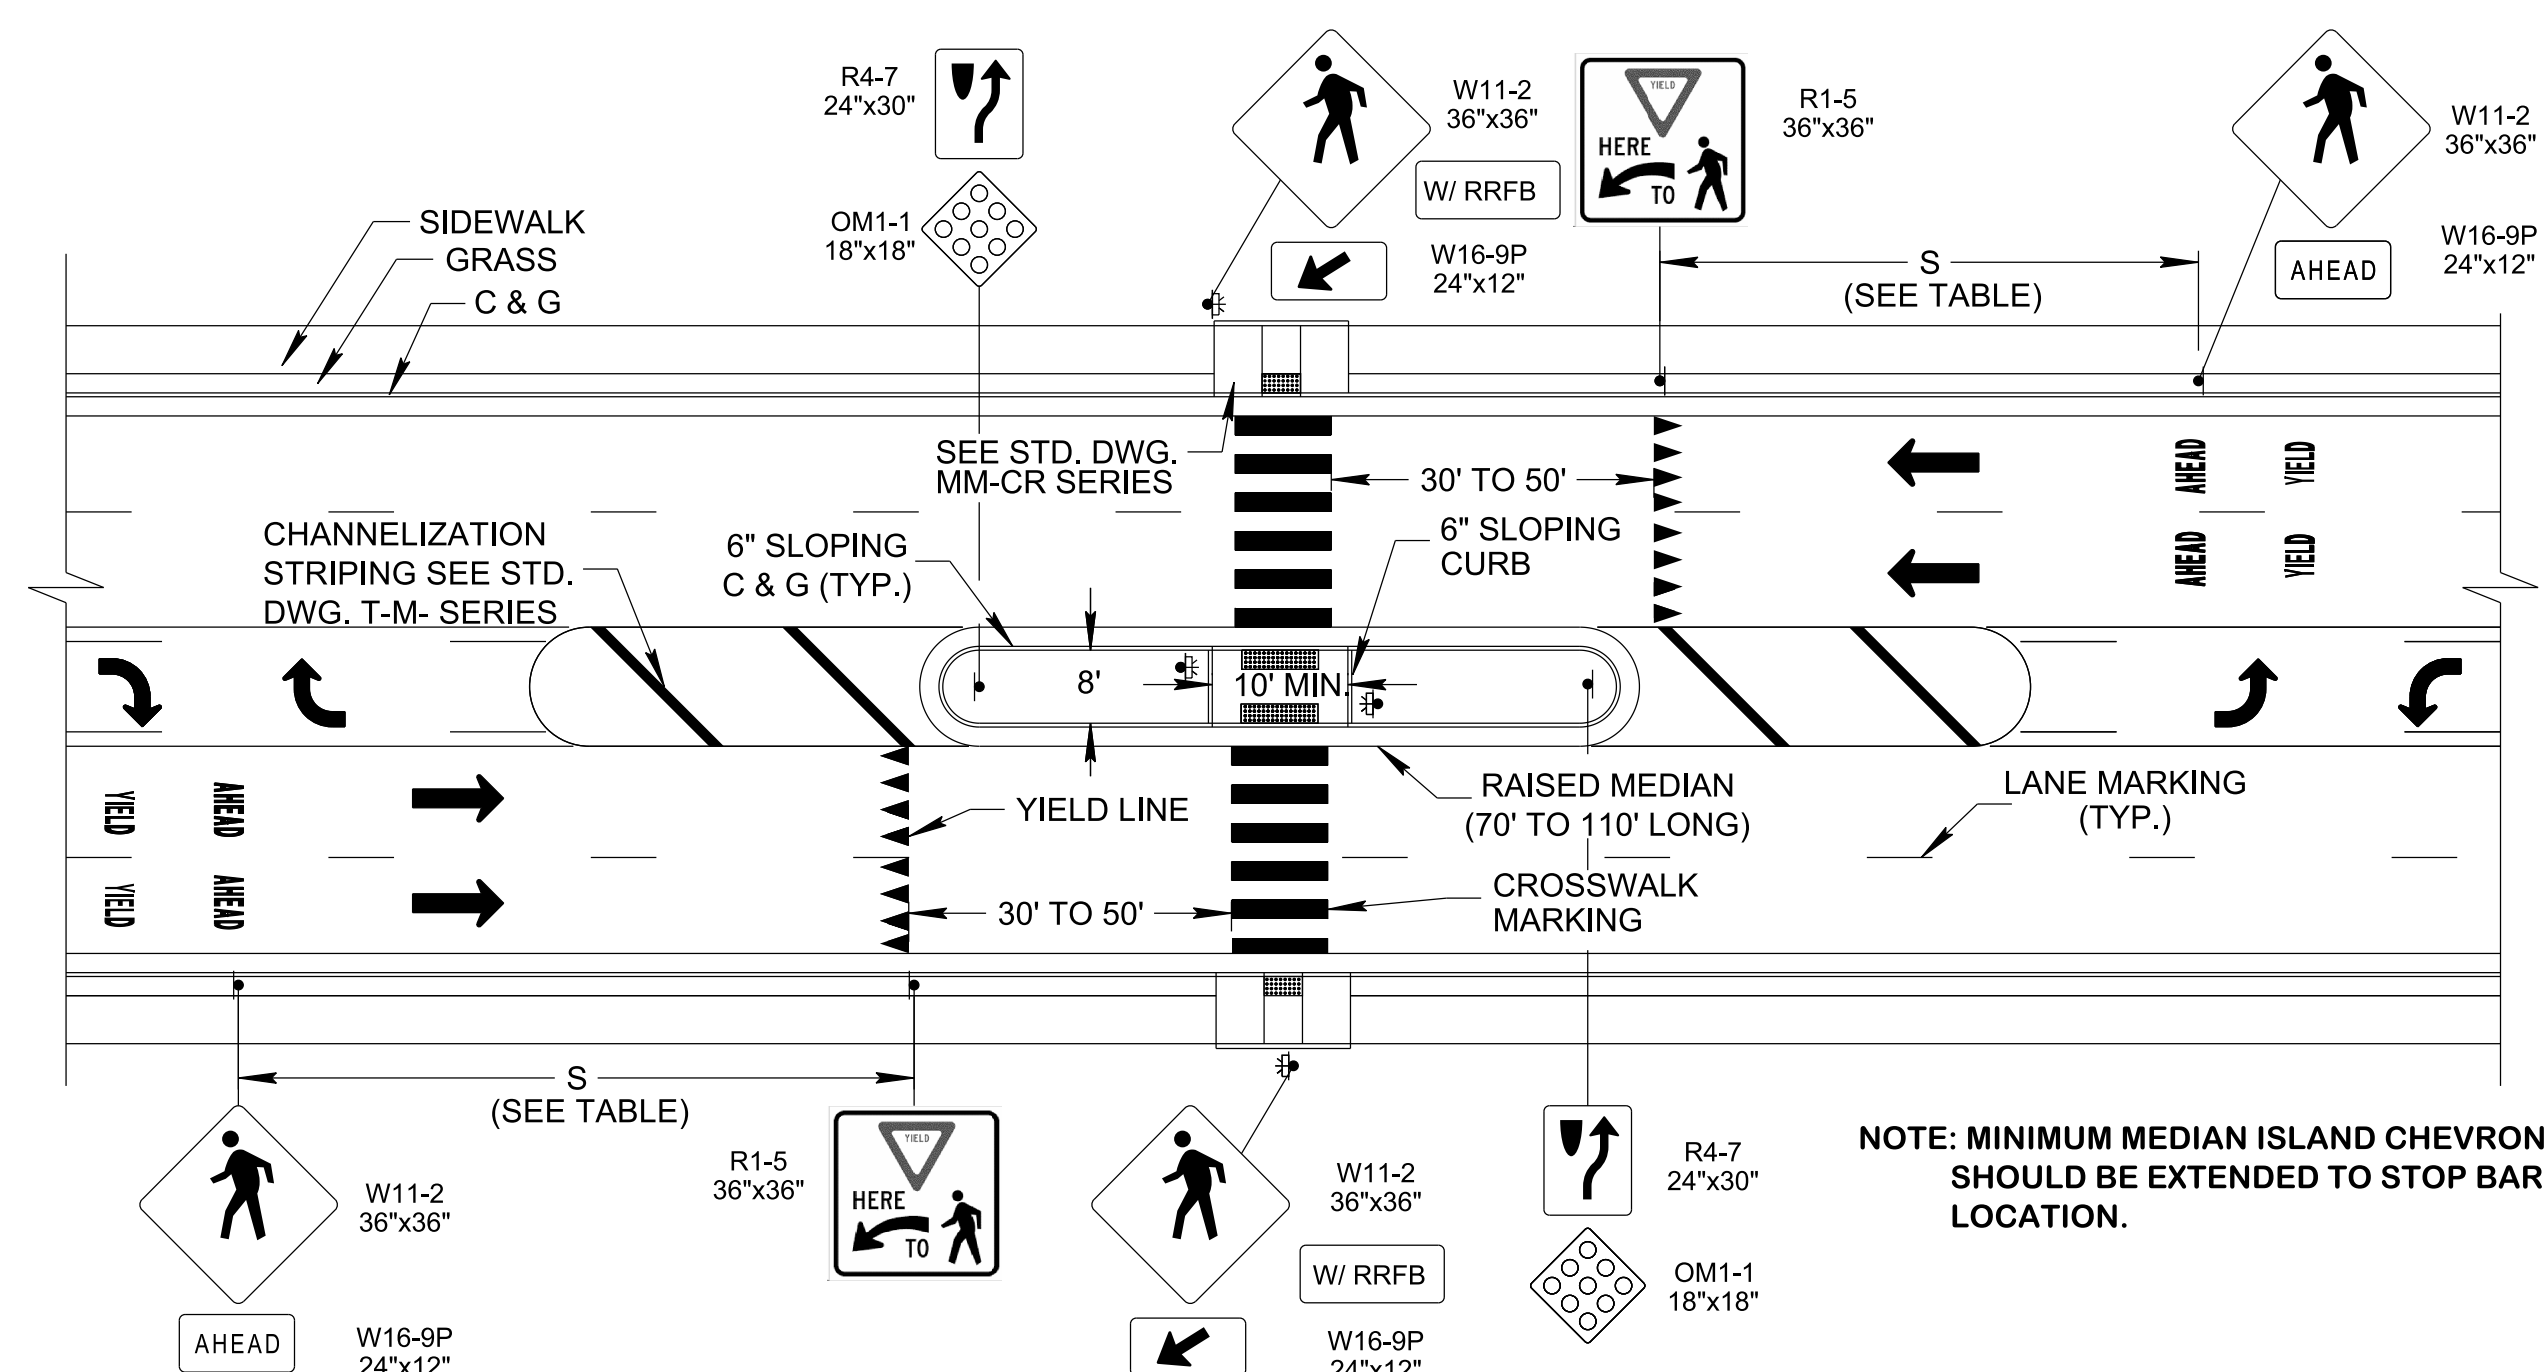 R4-7
24"x30"
OM1-1
18"x18"
W11-2
36"x36"
W/ RRFB
W16-9P
24"x12"
YIELD
HERE
TO
R1-5
36"x36"
W11-2
36"x36"
W16-9P
24"x12"
AHEAD
SIDEWALK
GRASS
C & G
S
(SEE TABLE)
SEE STD. DWG.
MM-CR SERIES
30' TO 50'
AHEAD
YIELD
AHEAD
YIELD
CHANNELIZATION
STRIPING SEE STD.
DWG. T-M- SERIES
6" SLOPING
C & G (TYP.)
6" SLOPING
CURB
8'
10' MIN.
YIELD
AHEAD
YIELD
AHEAD
YIELD LINE
RAISED MEDIAN
(70' TO 110' LONG)
LANE MARKING
(TYP.)
30' TO 50'
CROSSWALK
MARKING
S
(SEE TABLE)
W11-2
36"x36"
AHEAD
W16-9P
24"x12"
R1-5
36"x36"
YIELD
HERE
TO
W11-2
36"x36"
W/ RRFB
W16-9P
24"x12"
R4-7
24"x30"
OM1-1
18"x18"
NOTE: MINIMUM MEDIAN ISLAND CHEVRON
SHOULD BE EXTENDED TO STOP BAR
LOCATION.